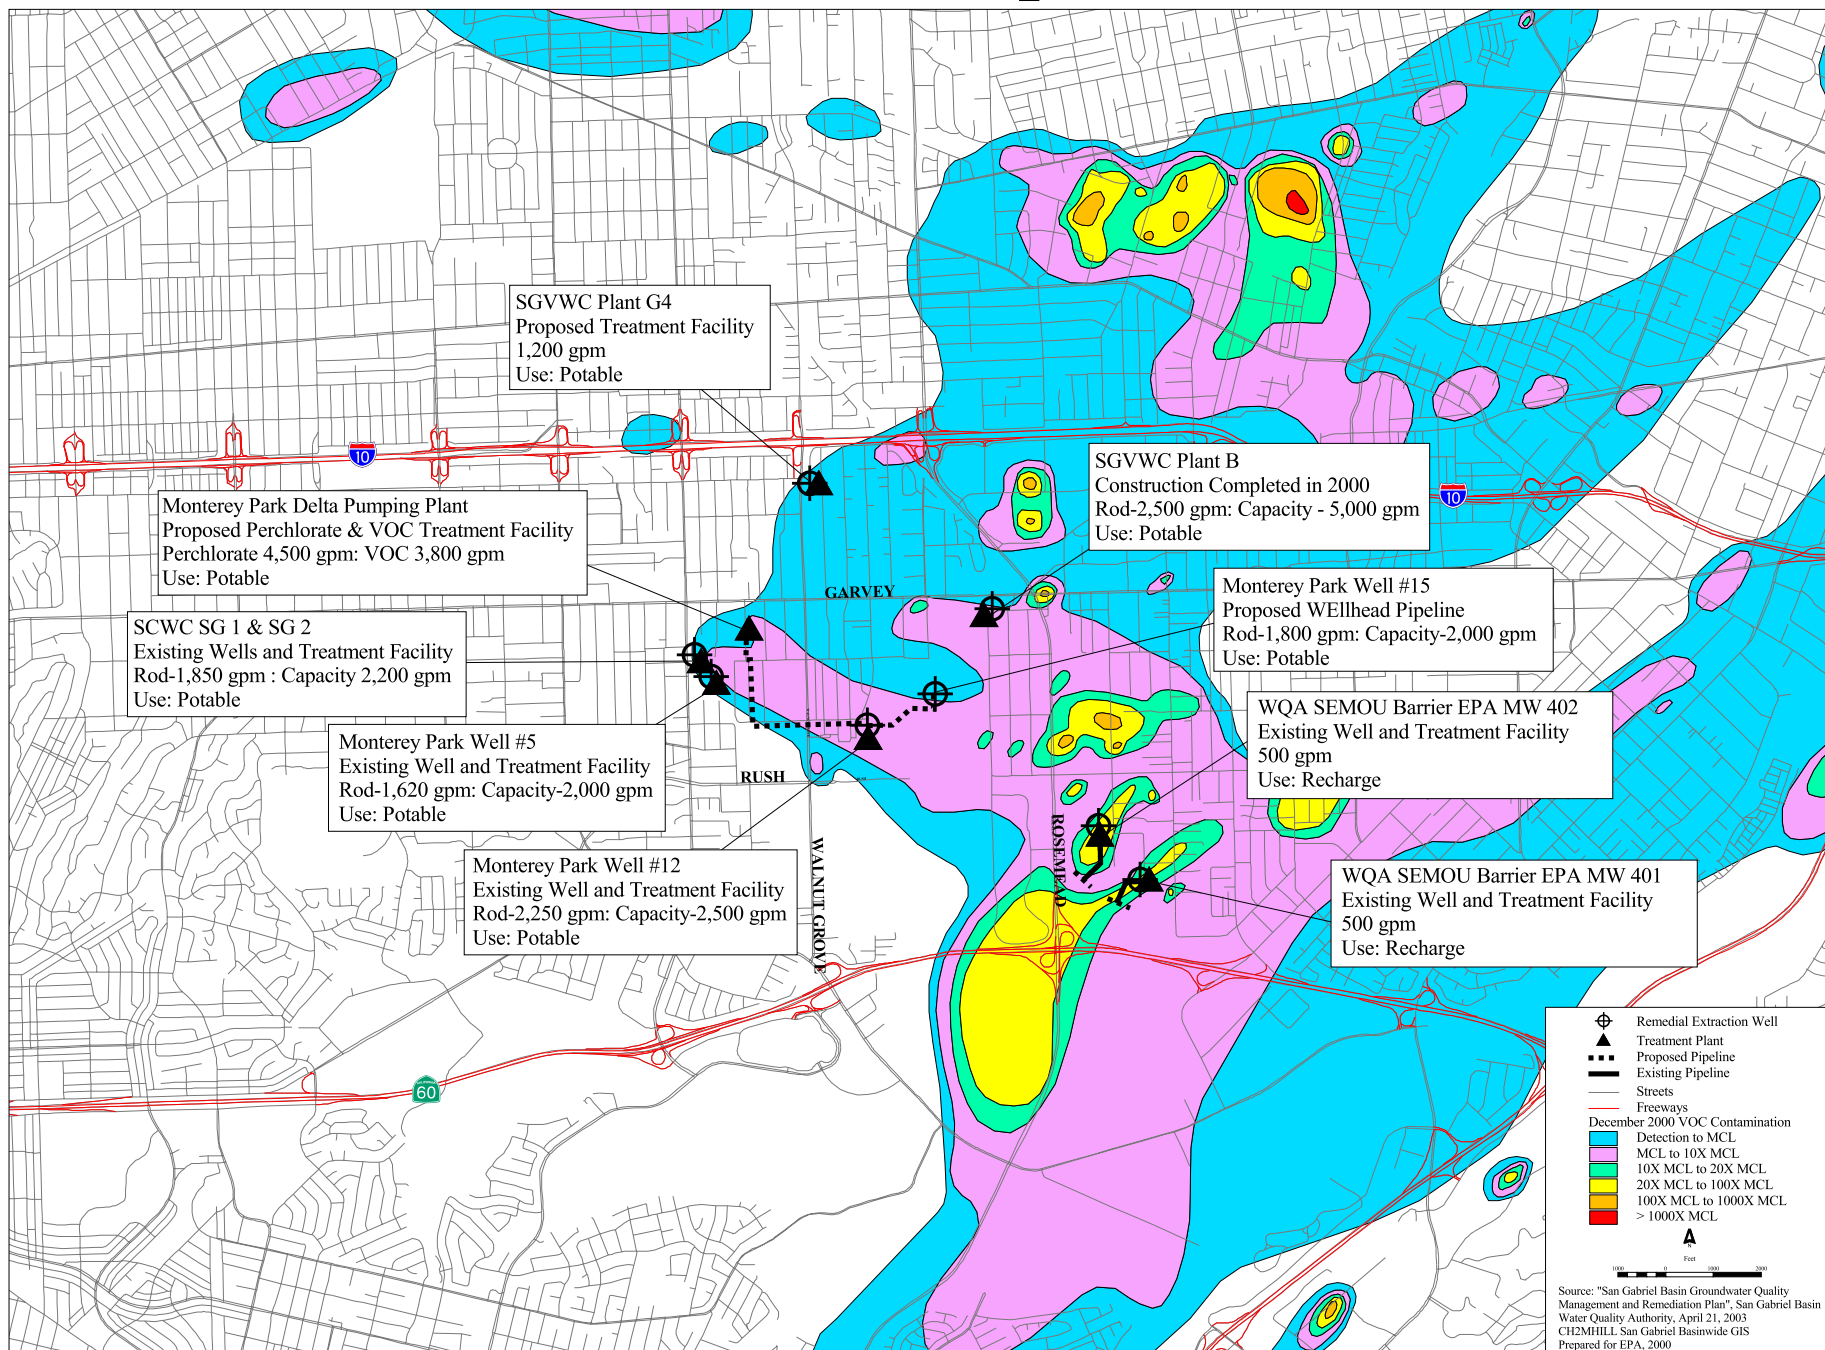 SGVWC Plant G4
Proposed Treatment Facility
1,200 gpm
Use: Potable
10
SGVWC Plant B
Construction Completed in 2000
Rod-2,500 gpm: Capacity - 5,000 gpm
Use: Potable
10
Monterey Park Delta Pumping Plant
Proposed Perchlorate & VOC Treatment Facility
Perchlorate 4,500 gpm: VOC 3,800 gpm
Use: Potable
GARVEY
Monterey Park Well #15
Proposed WEllhead Pipeline
Rod-1,800 gpm: Capacity-2,000 gpm
Use: Potable
SCWC SG 1 & SG 2
Existing Wells and Treatment Facility
Rod-1,850 gpm : Capacity 2,200 gpm
Use: Potable
WQA SEMOU Barrier EPA MW 402
Existing Well and Treatment Facility
500 gpm
Use: Recharge
Monterey Park Well #5
Existing Well and Treatment Facility
Rod-1,620 gpm: Capacity-2,000 gpm
Use: Potable
RUSH
ROSEMEAD
WALNUT GROVE
Monterey Park Well #12
Existing Well and Treatment Facility
Rod-2,250 gpm: Capacity-2,500 gpm
Use: Potable
WQA SEMOU Barrier EPA MW 401
Existing Well and Treatment Facility
500 gpm
Use: Recharge
60
Remedial Extraction Well
Treatment Plant
Proposed Pipeline
Existing Pipeline
Streets
Freeways
December 2000 VOC Contamination
Detection to MCL
MCL to 10X MCL
10X MCL to 20X MCL
20X MCL to 100X MCL
100X MCL to 1000X MCL
> 1000X MCL
N
Feet
1000 0 1000 2000
Source: "San Gabriel Basin Groundwater Quality
Management and Remediation Plan", San Gabriel Basin
Water Quality Authority, April 21, 2003
CH2MHILL San Gabriel Basinwide GIS
Prepared for EPA, 2000